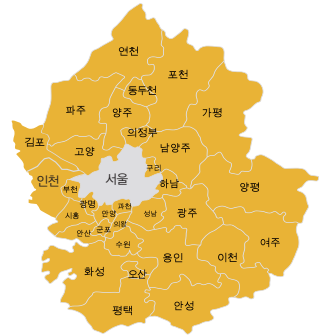 연천
포천
동두천
파주
양주
가평
의정부
김포
고양
남양주
구리
인천
서울
하남
부천
양평
광명
과천
시흥
안양
성남
광주
의왕
안산
군포
수원
여주
용인
이천
화성
오산
평택
안성